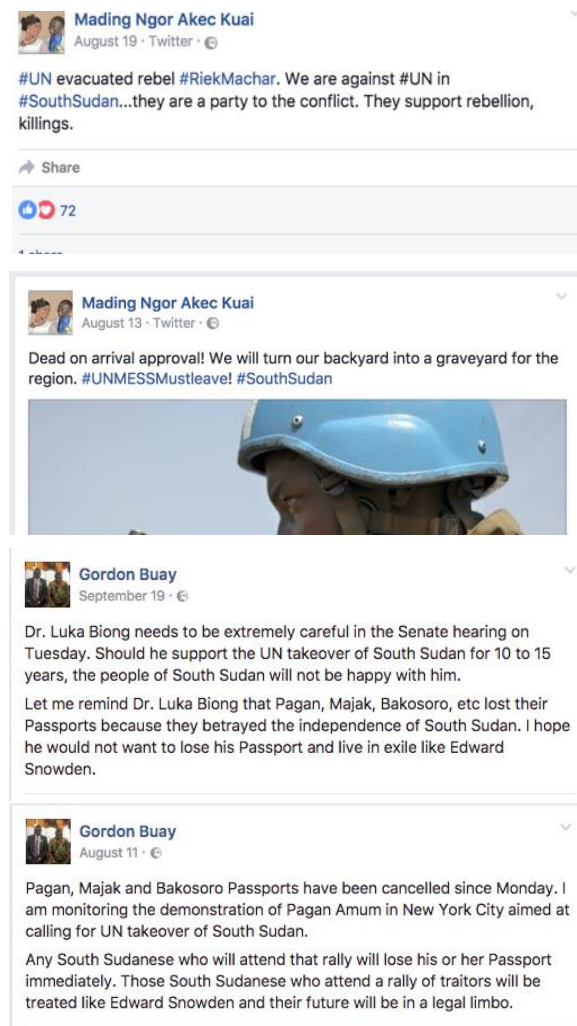 Mading Ngor Akec Kuai
August 19 · Twitter ·
#UN evacuated rebel #RiekMachar. We are against #UN in
#SouthSudan...they are a party to the conflict. They support rebellion,
killings.
Share
72
Mading Ngor Akec Kuai
August 13 · Twitter ·
Dead on arrival approval! We will turn our backyard into a graveyard for the
region. #UNMESSMustleave! #SouthSudan
Gordon Buay
September 19 ·
Dr. Luka Biong needs to be extremely careful in the Senate hearing on
Tuesday. Should he support the UN takeover of South Sudan for 10 to 15
years, the people of South Sudan will not be happy with him.
Let me remind Dr. Luka Biong that Pagan, Majak, Bakosoro, etc lost their
Passports because they betrayed the independence of South Sudan. I hope
he would not want to lose his Passport and live in exile like Edward
Snowden.
Gordon Buay
August 11 ·
Pagan, Majak and Bakosoro Passports have been cancelled since Monday. I
am monitoring the demonstration of Pagan Amum in New York City aimed at
calling for UN takeover of South Sudan.
Any South Sudanese who will attend that rally will lose his or her Passport
immediately. Those South Sudanese who attend a rally of traitors will be
treated like Edward Snowden and their future will be in a legal limbo.